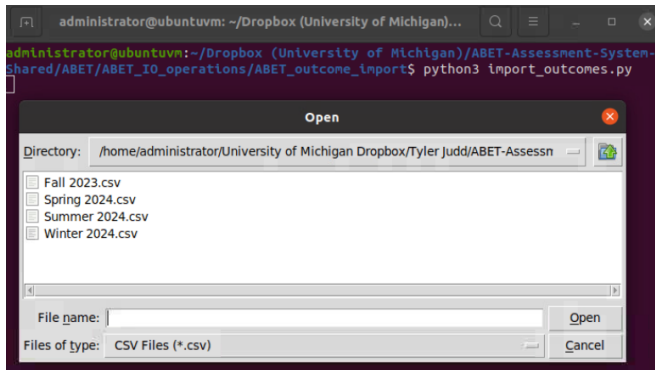 administrator@ubuntuvm: ~/Dropbox (University of Michigan)...
administrator@ubuntuvm:~/Dropbox (University of Michigan)/ABET-Assessment-System-
Shared/ABET/ABET_IO_operations/ABET_outcome_import$ python3 import_outcomes.py
Open
Directory: /home/administrator/University of Michigan Dropbox/Tyler Judd/ABET-Assessn
Fall 2023.csv
Spring 2024.csv
Summer 2024.csv
Winter 2024.csv
File name: Open
Files of type: CSV Files (*.csv) Cancel